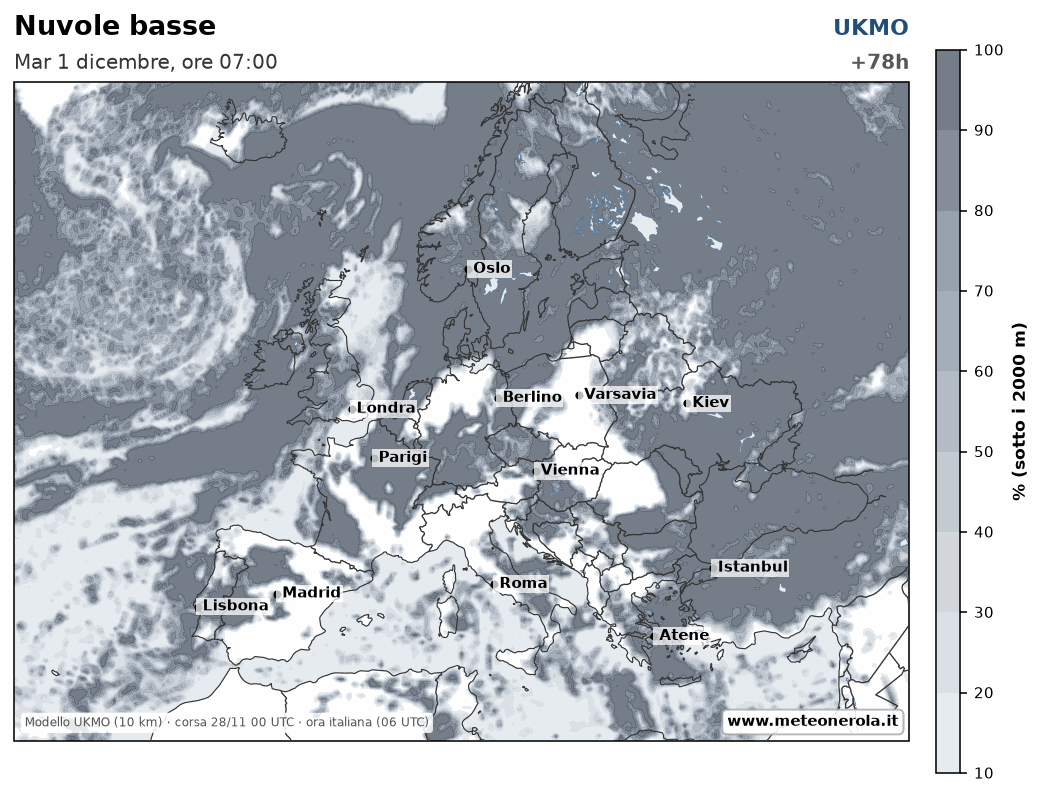 Nuvole basse
UKMO
Mar 1 dicembre, ore 07:00
+78h
100
90
80
70
60
50
40
30
20
10
% (sotto i 2000 m)
Oslo
Londra
Berlino
Varsavia
Kiev
Parigi
Vienna
Istanbul
Madrid
Roma
Lisbona
Atene
Modello UKMO (10 km) · corsa 28/11 00 UTC · ora italiana (06 UTC)
www.meteonerola.it